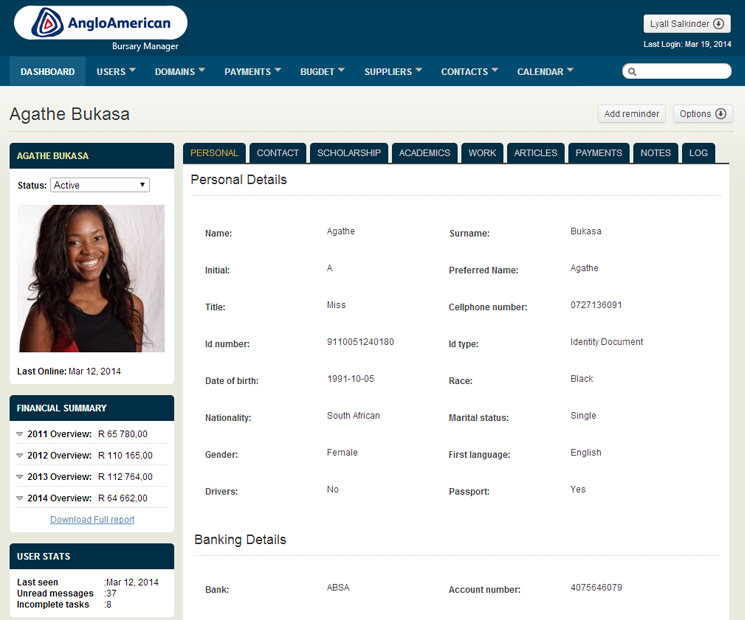 AngloAmerican
Bursary Manager
Lyall Salkinder
Last Login: Mar 19, 2014
DASHBOARD USERS DOMAINS PAYMENTS BUGDET SUPPLIERS CONTACTS CALENDAR
Agathe Bukasa
Add reminder Options
AGATHE BUKASA
Status: Active
Last Online: Mar 12, 2014
FINANCIAL SUMMARY
2011 Overview: R 65 780,00
2012 Overview: R 110 165,00
2013 Overview: R 112 764,00
2014 Overview: R 64 662,00
Download Full report
USER STATS
Last seen :Mar 12, 2014
Unread messages :37
Incomplete tasks :8
PERSONAL CONTACT SCHOLARSHIP ACADEMICS WORK ARTICLES PAYMENTS NOTES LOG
Personal Details
Name: Agathe Surname: Bukasa
Initial: A Preferred Name: Agathe
Title: Miss Cellphone number: 0727136091
Id number: 9110051240180 Id type: Identity Document
Date of birth: 1991-10-05 Race: Black
Nationality: South African Marital status: Single
Gender: Female First language: English
Drivers: No Passport: Yes
Banking Details
Bank: ABSA Account number: 4075646079